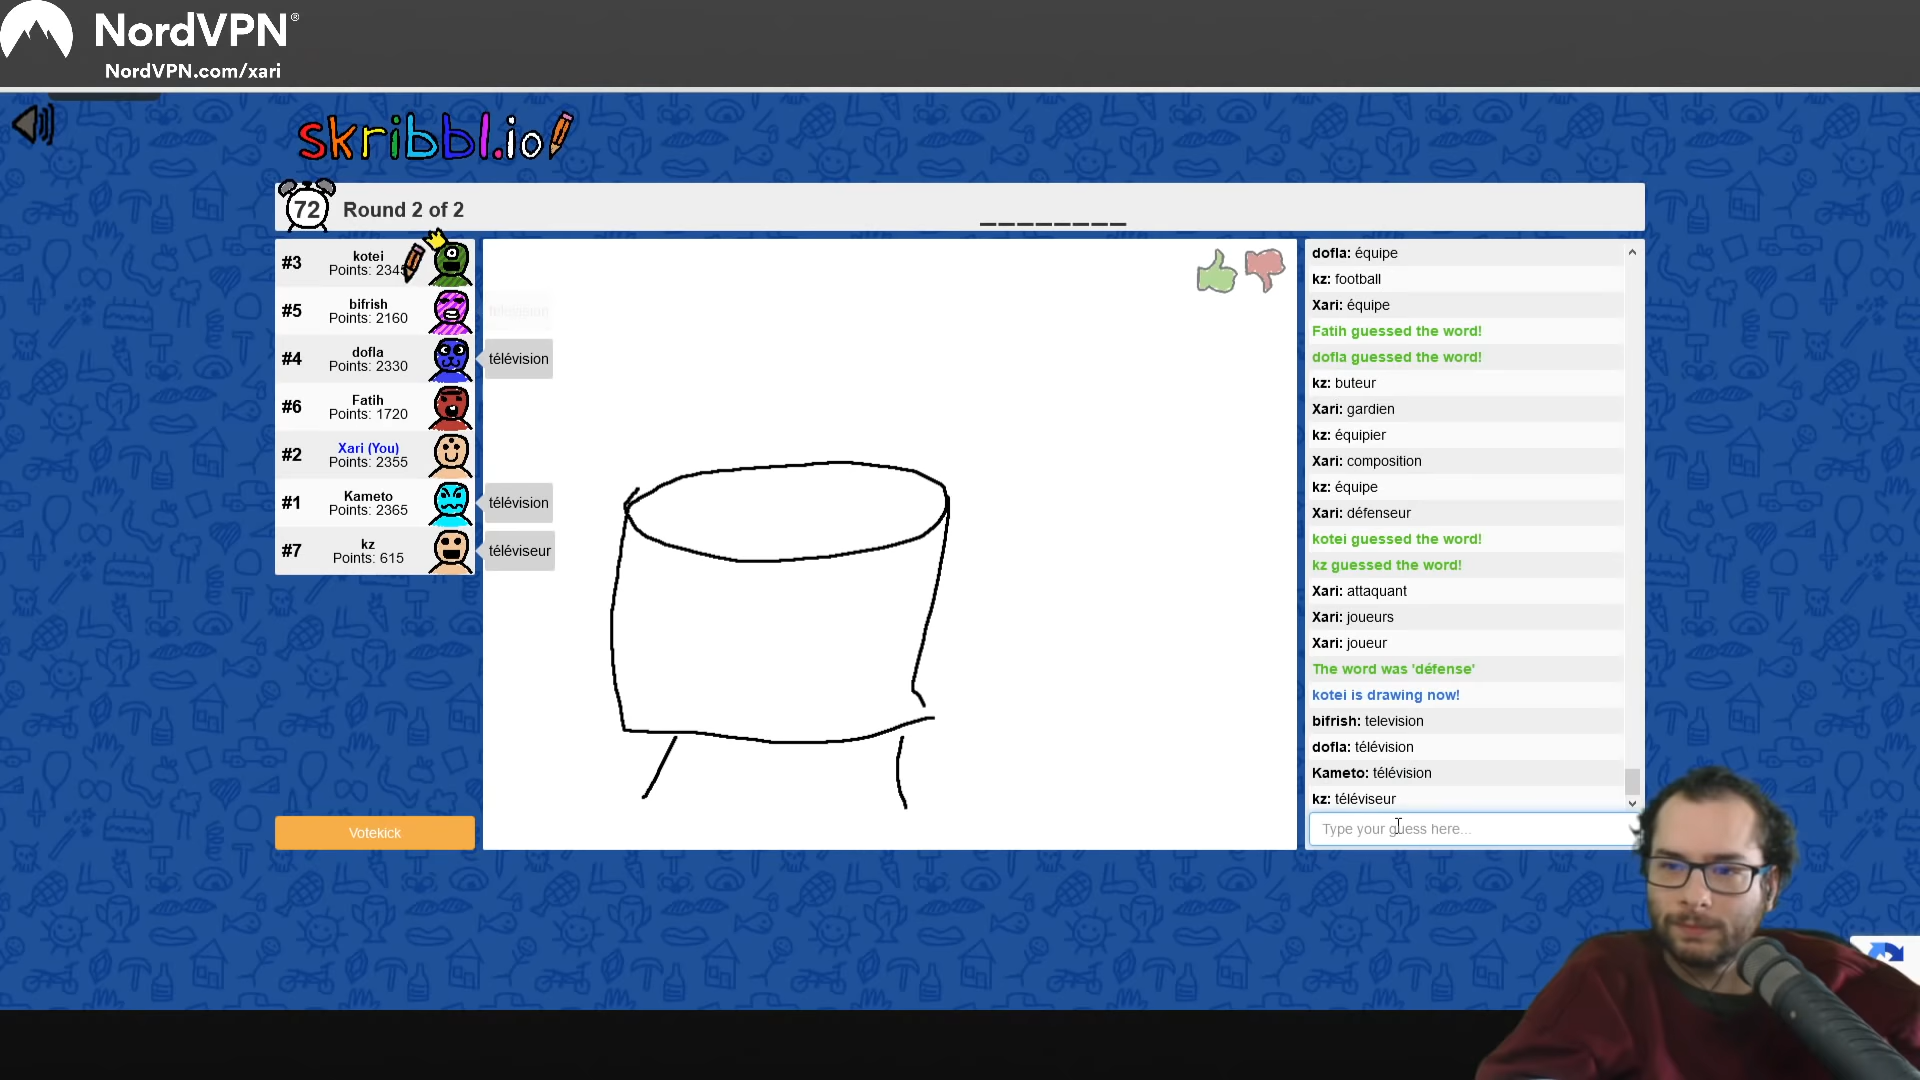 NordVPN®
NordVPN.com/xari
skribbl.io
72
Round 2 of 2
________
#3
kotei
Points: 2345
#5
bifrish
Points: 2160
television
#4
dofla
Points: 2330
télévision
#6
Fatih
Points: 1720
#2
Xari (You)
Points: 2355
#1
Kameto
Points: 2365
télévision
#7
kz
Points: 615
téléviseur
Votekick
dofla: équipe
kz: football
Xari: équipe
Fatih guessed the word!
dofla guessed the word!
kz: buteur
Xari: gardien
kz: équipier
Xari: composition
kz: équipe
Xari: défenseur
kotei guessed the word!
kz guessed the word!
Xari: attaquant
Xari: joueurs
Xari: joueur
The word was 'défense'
kotei is drawing now!
bifrish: television
dofla: télévision
Kameto: télévision
kz: téléviseur
Type your guess here...